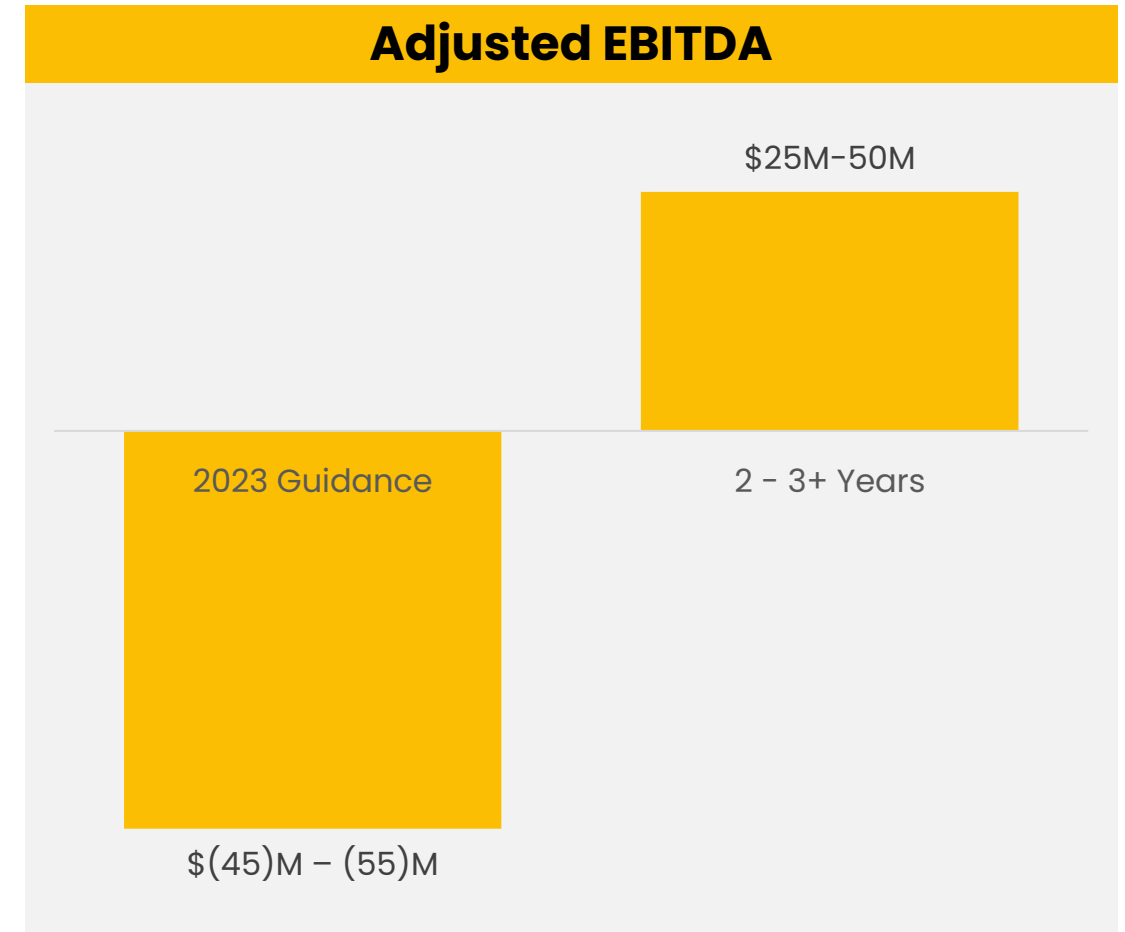 Adjusted EBITDA
$25M-50M
2023 Guidance
2 - 3+ Years
$(45)M – (55)M